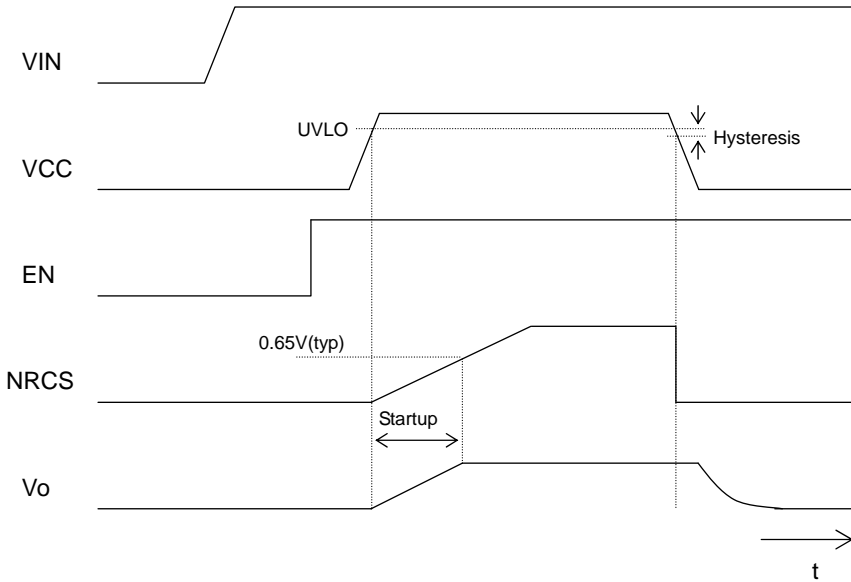 VIN
UVLO
Hysteresis
VCC
EN
0.65V(typ)
NRCS
Startup
Vo
t